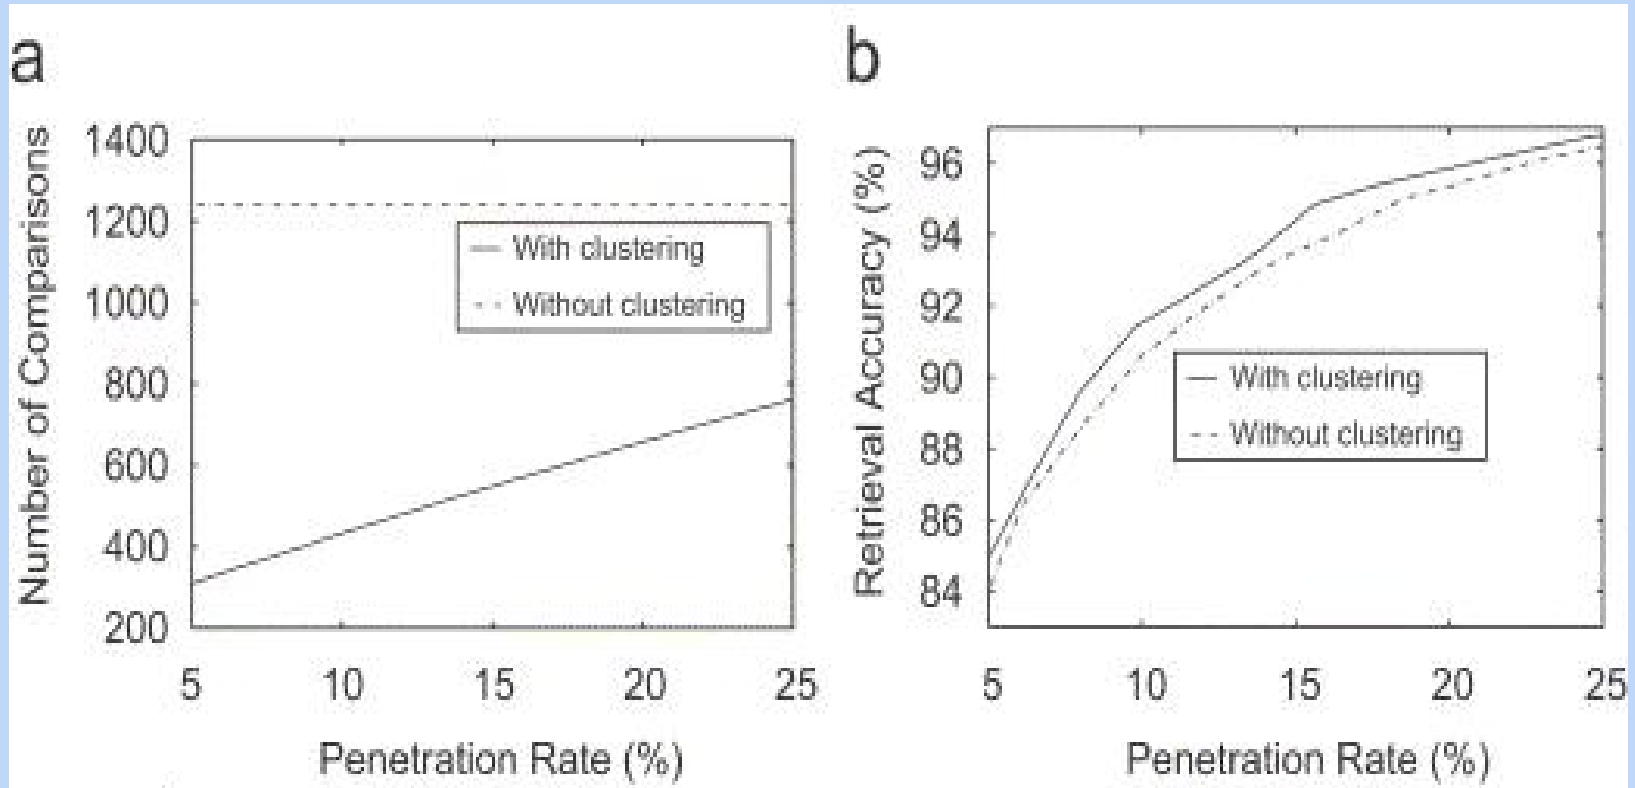 a
Number of Comparisons
1400
1200
1000
800
600
400
200
With clustering
Without clustering
5 10 15 20 25
Penetration Rate (%)
b
Retrieval Accuracy (%)
96
94
92
90
88
86
84
With clustering
Without clustering
5 10 15 20 25
Penetration Rate (%)